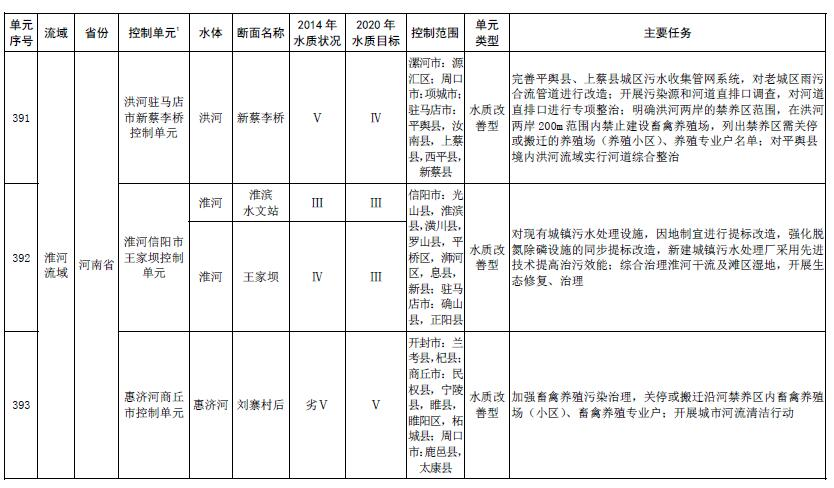 单元
序号
流域
省份
控制单元¹
水体
断面名称
2014 年
水质状况
2020 年
水质目标
控制范围
单元
类型
主要任务
淮河
流域
河南省
391
洪河驻马店
市新蔡李桥
控制单元
洪河
新蔡李桥
Ⅴ
Ⅳ
漯河市：源
汇区；周口
市：项城市；
驻马店市：
平舆县，汝
南县，上蔡
县，西平县，
新蔡县
水质改
善型
完善平舆县、上蔡县城区污水收集管网系统，对老城区雨污
合流管道进行改造；开展污染源和河道直排口调查，对河道
直排口进行专项整治；明确洪河两岸的禁养区范围，在洪河
两岸 200m 范围内禁止建设畜禽养殖场，列出禁养区需关停
或搬迁的养殖场（养殖小区）、养殖专业户名单；对平舆县
境内洪河流域实行河道综合整治
392
淮河信阳市
王家坝控制
单元
淮河
淮滨
水文站
Ⅲ
Ⅲ
淮河
王家坝
Ⅳ
Ⅲ
信阳市：光
山县，淮滨
县，潢川县，
罗山县，平
桥区，浉河
区，息县，
新县；驻马
店市：确山
县，正阳县
水质改
善型
对现有城镇污水处理设施，因地制宜进行提标改造，强化脱
氮除磷设施的同步提标改造，新建城镇污水处理厂采用先进
技术提高治污效能；综合治理淮河干流及滩区湿地，开展生
态修复、治理
393
惠济河商丘
市控制单元
惠济河
刘寨村后
劣Ⅴ
Ⅴ
开封市：兰
考县，杞县；
商丘市：民
权县，宁陵
县，睢县，
睢阳区，柘
城县；周口
市：鹿邑县，
太康县
水质改
善型
加强畜禽养殖污染治理，关停或搬迁沿河禁养区内畜禽养殖
场（小区）、畜禽养殖专业户；开展城市河流清洁行动